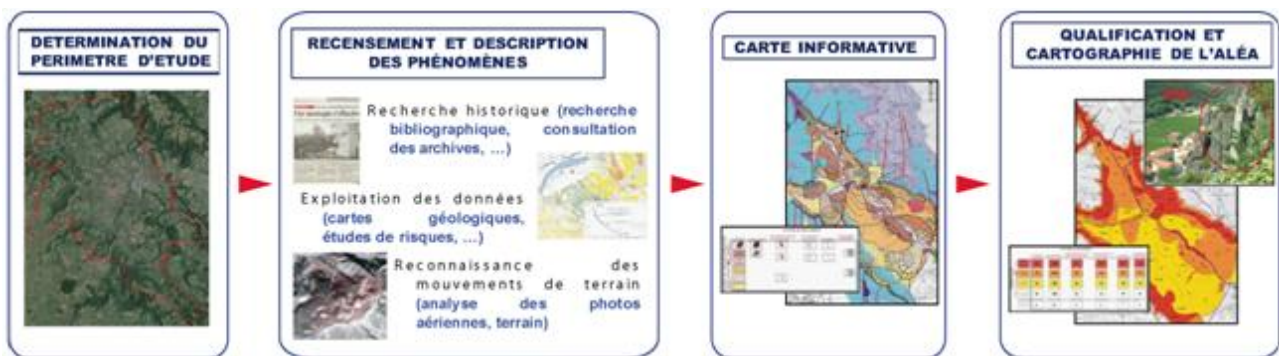 DETERMINATION DU
PERIMETRE D'ETUDE
RECENSEMENT ET DESCRIPTION
DES PHÉNOMÈNES
Recherche historique (recherche
bibliographique, consultation
des archives, ...)
Exploitation des données
(cartes géologiques,
études de risques, ...)
Reconnaissance des
mouvements de terrain
(analyse des photos
aériennes, terrain)
CARTE INFORMATIVE
QUALIFICATION ET
CARTOGRAPHIE DE L'ALÉA